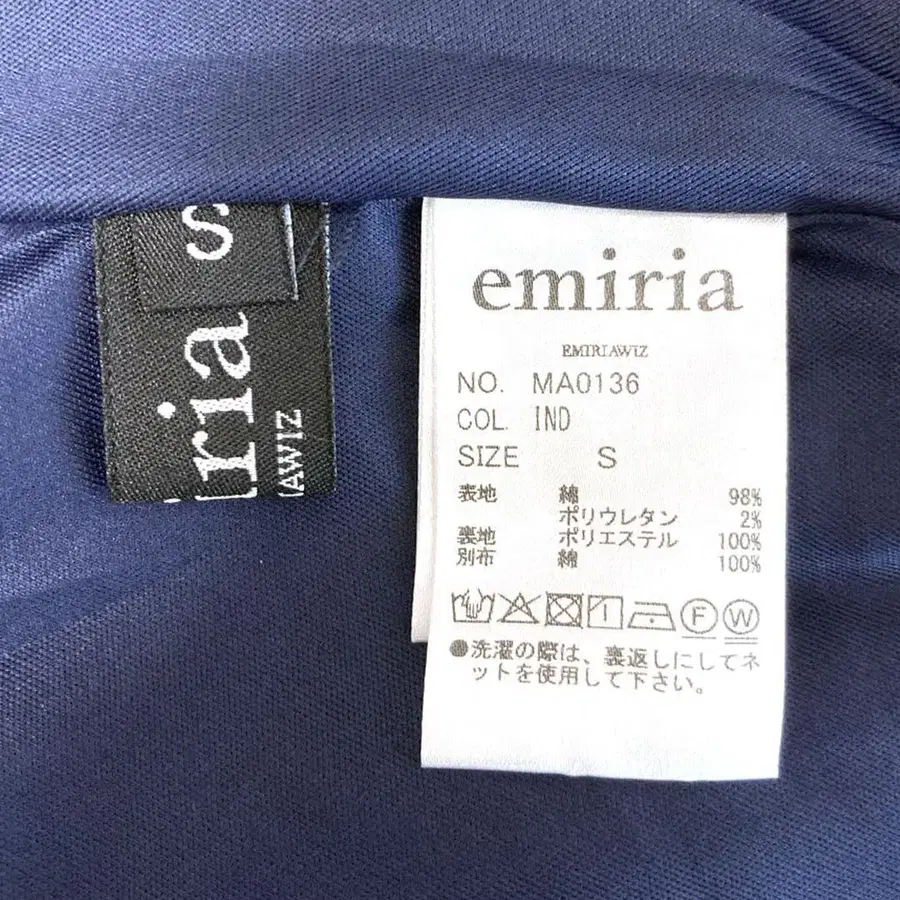 S
iria
IAWIZ
emiria
EMIRIAWIZ
NO. MA0136
COL. IND
SIZE S
表地 綿 98%
ポリウレタン 2%
裏地 ポリエステル 100%
別布 綿 100%
F W
●洗濯の際は、裏返しにしてネ
ットを使用して下さい。